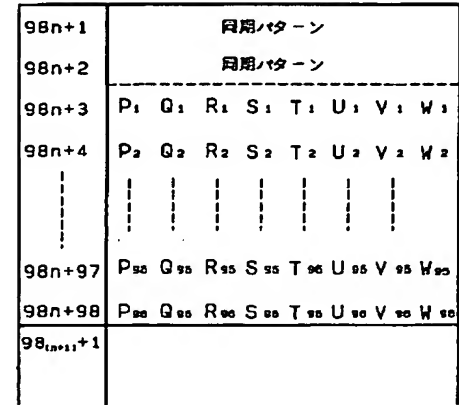 98n+1 同期パターン
98n+2 同期パターン
98n+3 P₁ Q₁ R₁ S₁ T₁ U₁ V₁ W₁
98n+4 P₂ Q₂ R₂ S₂ T₂ U₂ V₂ W₂
98n+97 P₉₅ Q₉₅ R₉₅ S₉₅ T₉₅ U₉₅ V₉₅ W₉₅
98n+98 P₉₆ Q₉₆ R₉₆ S₉₆ T₉₆ U₉₆ V₉₆ W₉₆
98₍ₙ₊₁₎+1